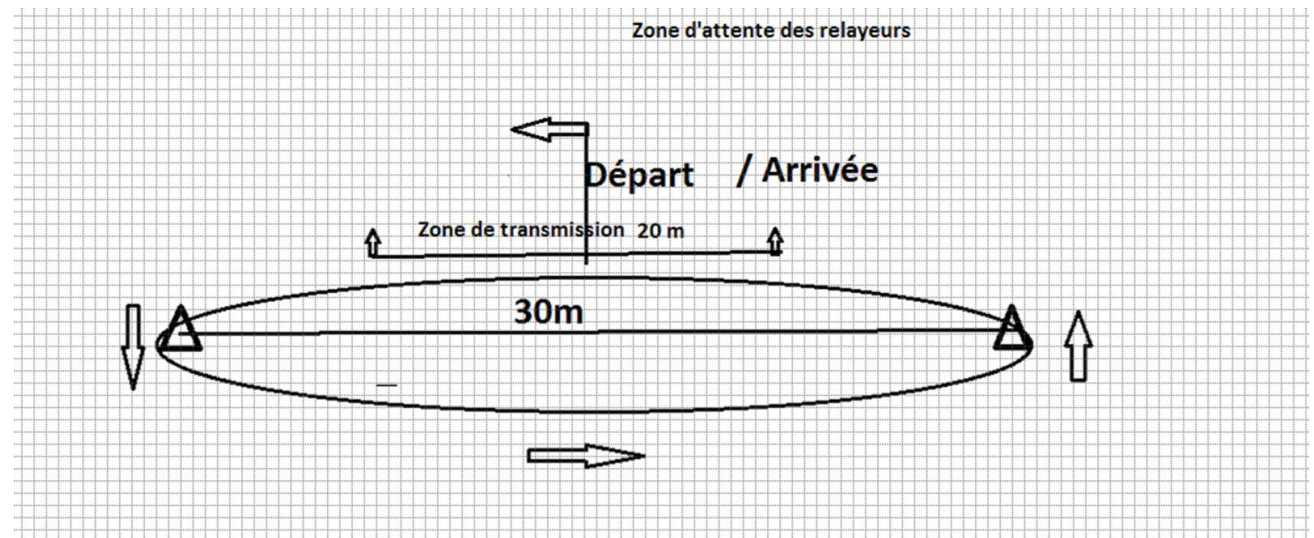 Zone d'attente des relayeurs
Départ / Arrivée
Zone de transmission 20 m
30m